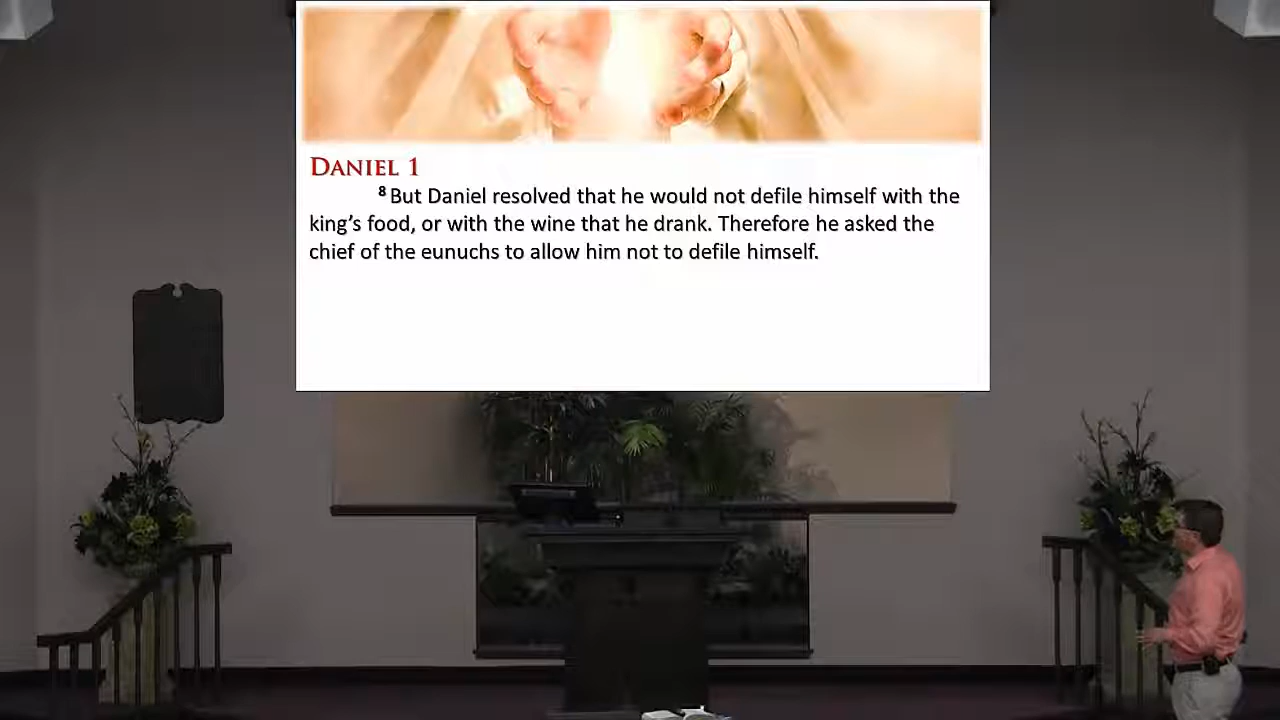 Daniel 1
8 But Daniel resolved that he would not defile himself with the
king’s food, or with the wine that he drank. Therefore he asked the
chief of the eunuchs to allow him not to defile himself.